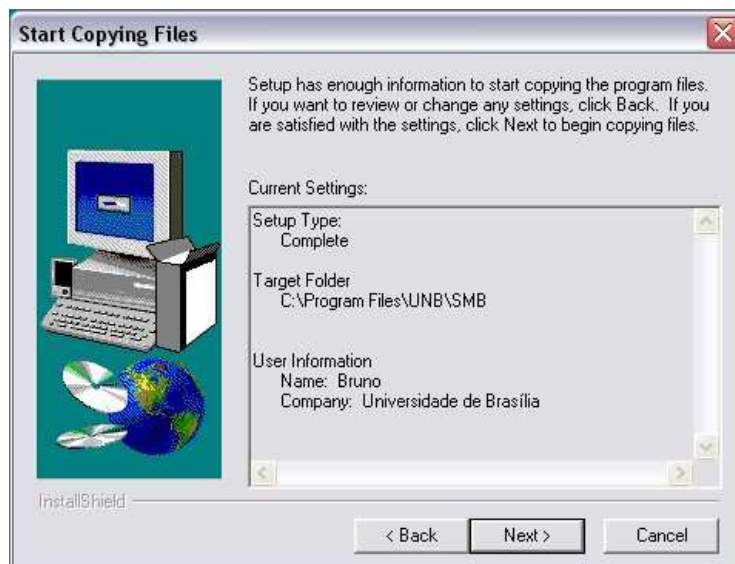 Start Copying Files
Setup has enough information to start copying the program files.
If you want to review or change any settings, click Back. If you
are satisfied with the settings, click Next to begin copying files.
Current Settings:
Setup Type:
Complete
Target Folder
C:\Program Files\UNB\SMB
User Information
Name: Bruno
Company: Universidade de Brasília
InstallShield
< Back
Next >
Cancel